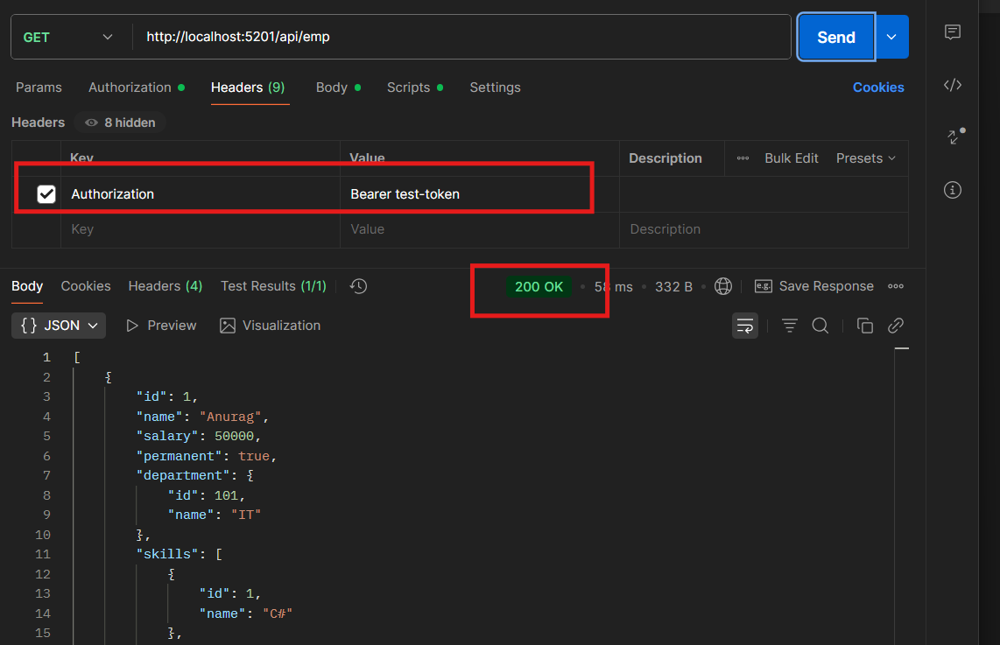 GET http://localhost:5201/api/emp Send
Params Authorization Headers (9) Body Scripts Settings Cookies
Headers 8 hidden
Key Value Description Bulk Edit Presets
Authorization Bearer test-token
Key Value Description
Body Cookies Headers (4) Test Results (1/1) 200 OK 58 ms 332 B e.g. Save Response
{} JSON Preview Visualization
1 [
2 {
3 "id": 1,
4 "name": "Anurag",
5 "salary": 50000,
6 "permanent": true,
7 "department": {
8 "id": 101,
9 "name": "IT"
10 },
11 "skills": [
12 {
13 "id": 1,
14 "name": "C#"
15 },